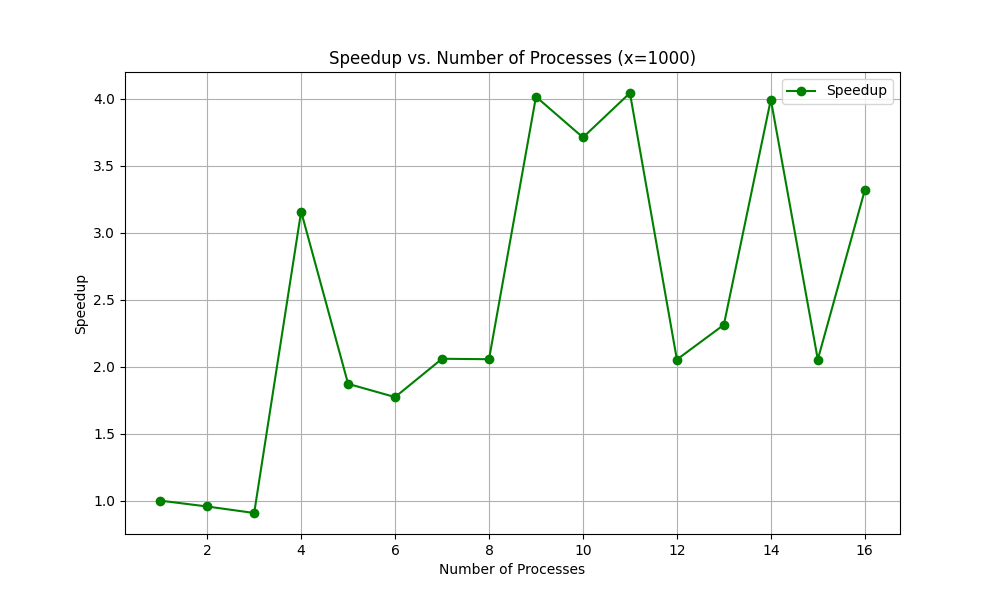 Speedup vs. Number of Processes (x=1000)
Speedup
4.0
3.5
3.0
2.5
2.0
1.5
1.0
Speedup
2 4 6 8 10 12 14 16
Number of Processes